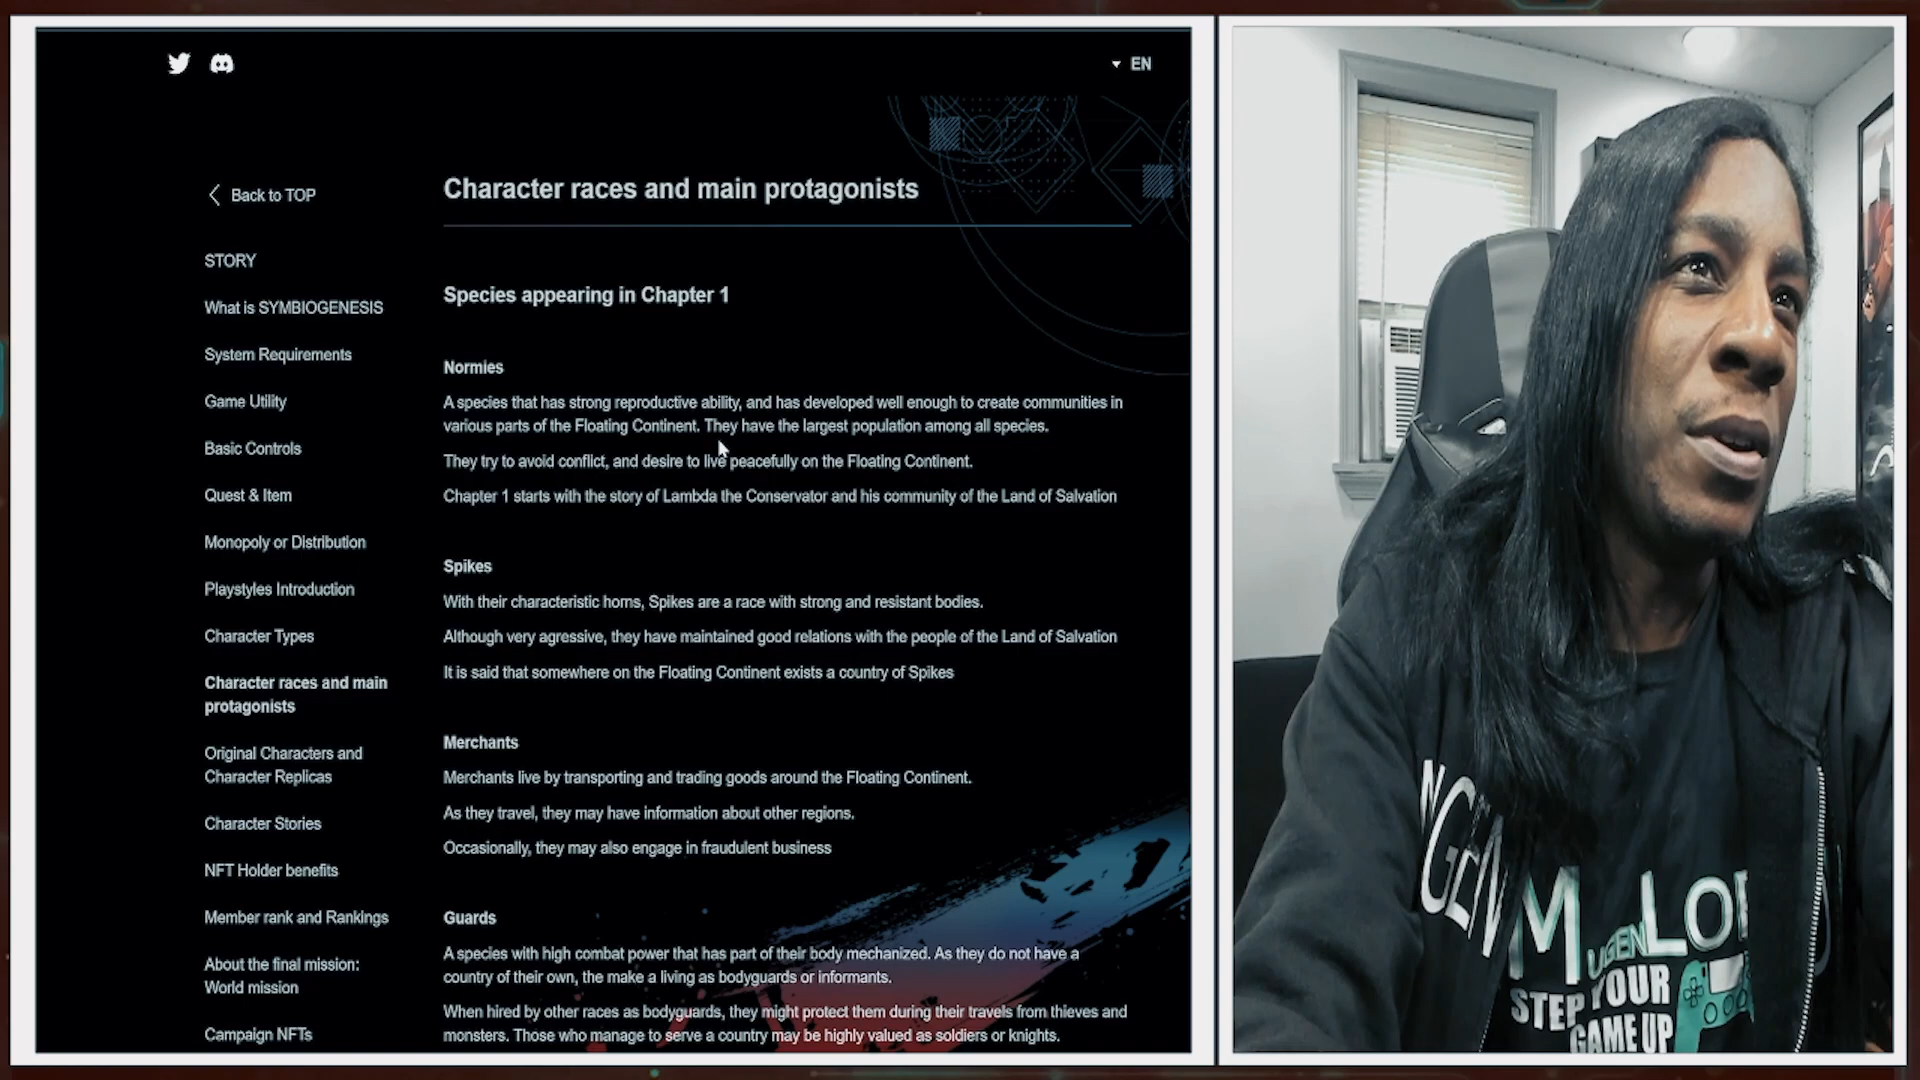 EN
Back to TOP
STORY
What is SYMBIOGENESIS
System Requirements
Game Utility
Basic Controls
Quest & Item
Monopoly or Distribution
Playstyles Introduction
Character Types
Character races and main
protagonists
Original Characters and
Character Replicas
Character Stories
NFT Holder benefits
Member rank and Rankings
About the final mission:
World mission
Campaign NFTs
Character races and main protagonists
Species appearing in Chapter 1
Normies
A species that has strong reproductive ability, and has developed well enough to create communities in
various parts of the Floating Continent. They have the largest population among all species.
They try to avoid conflict, and desire to live peacefully on the Floating Continent.
Chapter 1 starts with the story of Lambda the Conservator and his community of the Land of Salvation
Spikes
With their characteristic horns, Spikes are a race with strong and resistant bodies.
Although very agressive, they have maintained good relations with the people of the Land of Salvation
It is said that somewhere on the Floating Continent exists a country of Spikes
Merchants
Merchants live by transporting and trading goods around the Floating Continent.
As they travel, they may have information about other regions.
Occasionally, they may also engage in fraudulent business
Guards
A species with high combat power that has part of their body mechanized. As they do not have a
country of their own, the make a living as bodyguards or informants.
When hired by other races as bodyguards, they might protect them during their travels from thieves and
monsters. Those who manage to serve a country may be highly valued as soldiers or knights.
STEP YOUR
GAME UP